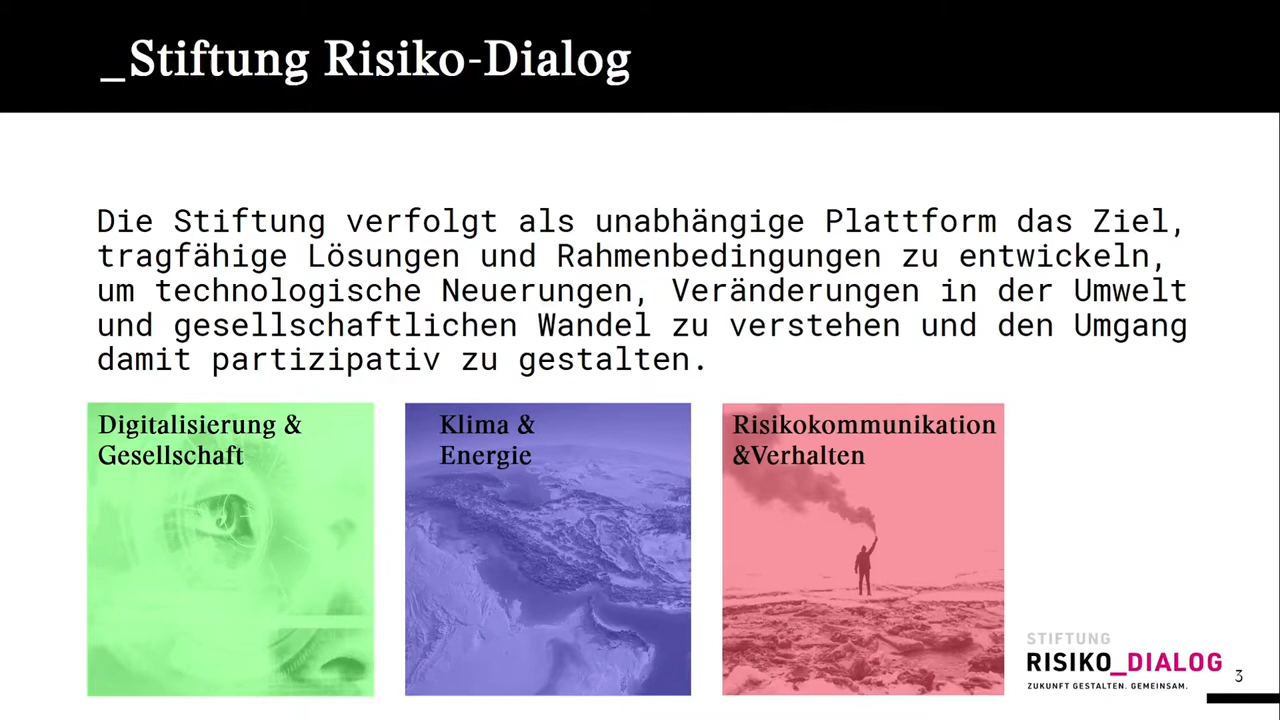 _Stiftung Risiko-Dialog
Die Stiftung verfolgt als unabhängige Plattform das Ziel,
tragfähige Lösungen und Rahmenbedingungen zu entwickeln,
um technologische Neuerungen, Veränderungen in der Umwelt
und gesellschaftlichen Wandel zu verstehen und den Umgang
damit partizipativ zu gestalten.
Digitalisierung &
Gesellschaft
Klima &
Energie
Risikokommunikation
&Verhalten
STIFTUNG
RISIKO_DIALOG
ZUKUNFT GESTALTEN. GEMEINSAM.
3